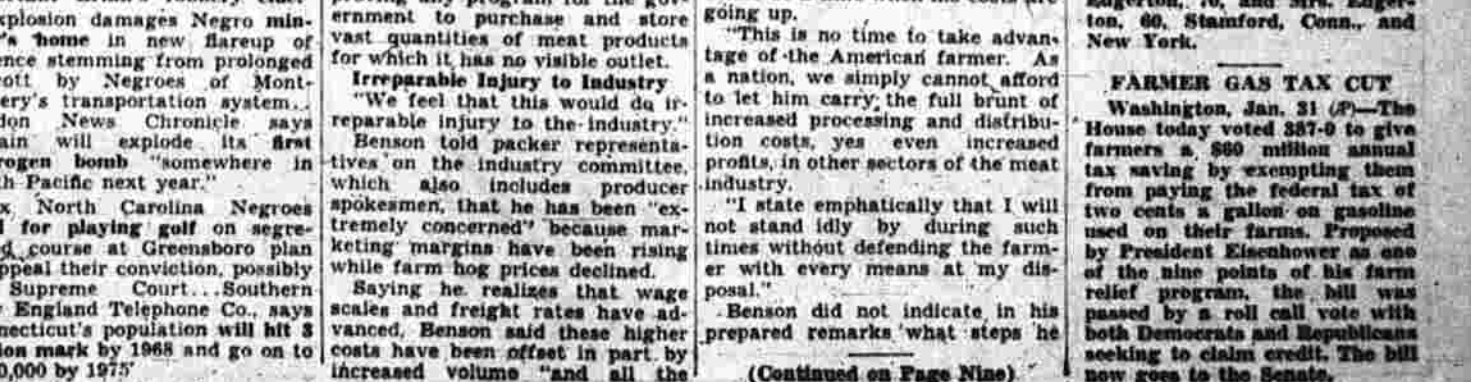 xplosion damages Negro min-
's home in new flareup of
ence stemming from prolonged
ott by Negroes of Mont-
ery's transportation system...
don News Chronicle says
ain will explode its first
rogen bomb "somewhere in
h Pacific next year."
x North Carolina Negroes
d for playing golf on segre-
d course at Greensboro plan
ppeal their conviction, possibly
Supreme Court...Southern
England Telephone Co., says
necticut's population will hit 3
ion mark by 1968 and go on to
0,000 by 1975
ernment to purchase and store
vast quantities of meat products
for which it has no visible outlet.
Irreparable Injury to Industry
"We feel that this would do ir-
reparable injury to the industry."
Benson told packer representa-
tives on the industry committee,
which also includes producer
spokesmen, that he has been "ex-
tremely concerned" because mar-
keting margins have been rising
while farm hog prices declined.
Saying he realizes that wage
scales and freight rates have ad-
vanced, Benson said these higher
costs have been offset in part by
increased volume "and all the
going up.
"This is no time to take advan-
tage of the American farmer. As
a nation, we simply cannot afford
to let him carry the full brunt of
increased processing and distribu-
tion costs, yes even increased
profits, in other sectors of the meat
industry.
"I state emphatically that I will
not stand idly by during such
times without defending the farm-
er with every means at my dis-
posal."
Benson did not indicate in his
prepared remarks what steps he
(Continued on Page Nine)
ton, 60, Stamford, Conn., and
New York.
FARMER GAS TAX CUT
Washington, Jan. 31 (AP)—The
House today voted 387-0 to give
farmers a $60 million annual
tax saving by exempting them
from paying the federal tax of
two cents a gallon on gasoline
used on their farms. Proposed
by President Eisenhower as one
of the nine points of his farm
relief program, the bill was
passed by a roll call vote with
both Democrats and Republicans
seeking to claim credit. The bill
now goes to the Senate.